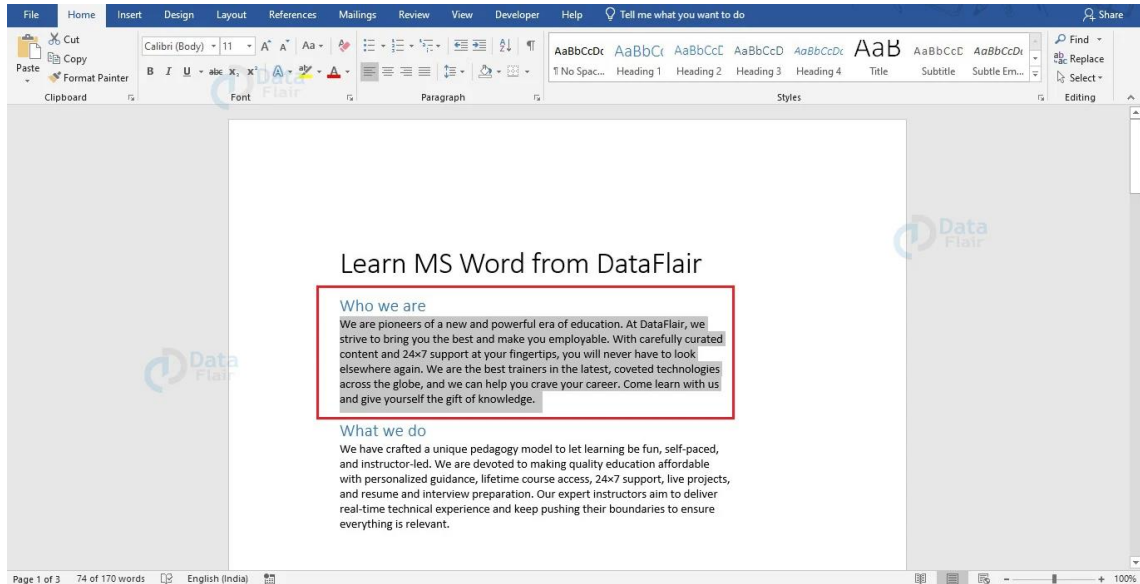 File Home Insert Design Layout References Mailings Review View Developer Help Tell me what you want to do Share
Cut
Copy
Format Painter
Paste
Clipboard
Calibri (Body) 11 A A Aa
B I U abc X, X² A ab A
Font
Paragraph
AaBbCcDc AaBbCc AaBbCcC AaBbCcD AaBbCcDc AaB AaBbCcC AaBbCcDc
¶ No Spac... Heading 1 Heading 2 Heading 3 Heading 4 Title Subtitle Subtle Em...
Styles
Find
Replace
Select
Editing
Data
Flair
Data
Flair
Learn MS Word from DataFlair
Who we are
We are pioneers of a new and powerful era of education. At DataFlair, we
strive to bring you the best and make you employable. With carefully curated
content and 24×7 support at your fingertips, you will never have to look
elsewhere again. We are the best trainers in the latest, coveted technologies
across the globe, and we can help you crave your career. Come learn with us
and give yourself the gift of knowledge.
Data
Flair
What we do
We have crafted a unique pedagogy model to let learning be fun, self-paced,
and instructor-led. We are devoted to making quality education affordable
with personalized guidance, lifetime course access, 24×7 support, live projects,
and resume and interview preparation. Our expert instructors aim to deliver
real-time technical experience and keep pushing their boundaries to ensure
everything is relevant.
Page 1 of 3 74 of 170 words English (India) 100%